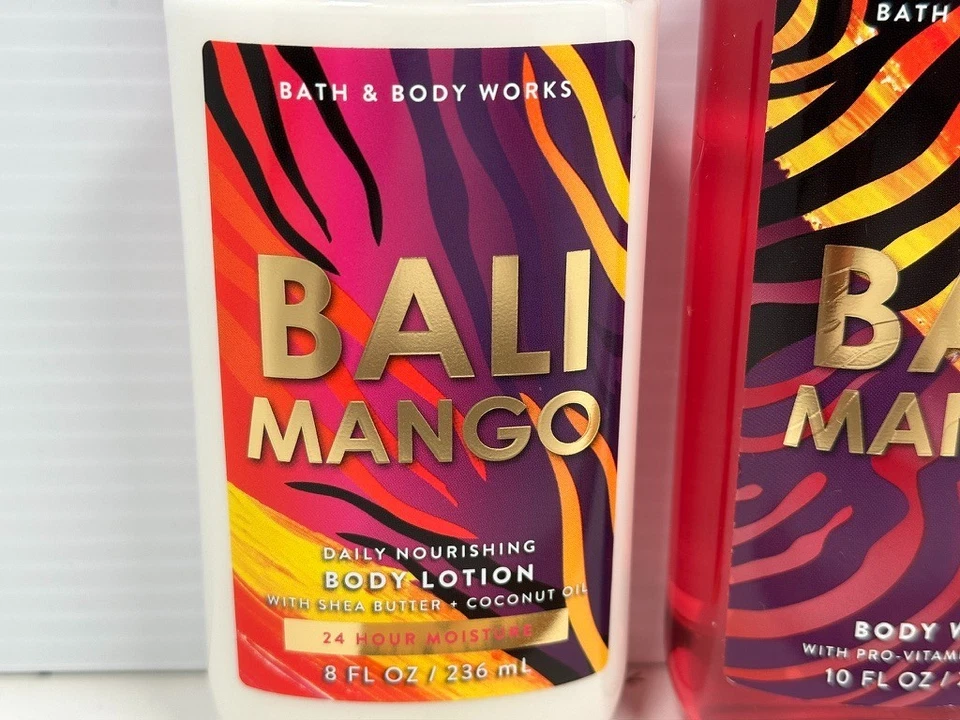 BATH & BODY WORKS
BALI
MANGO
DAILY NOURISHING
BODY LOTION
WITH SHEA BUTTER + COCONUT OIL
24 HOUR MOISTURE
8 FL OZ / 236 mL
BATH
BA
MAN
BODY W
WITH PRO-VITAM
10 FL OZ /